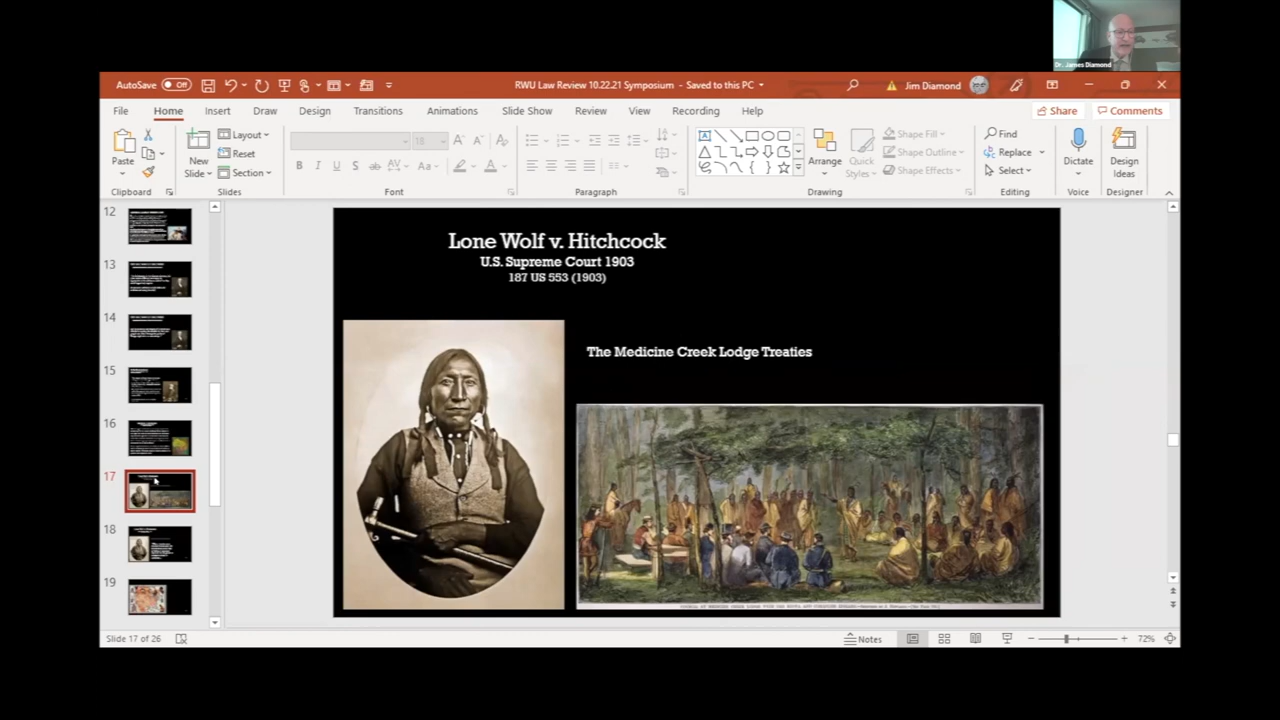 Dr. James Diamond
AutoSave Off
RWU Law Review 10.22.21 Symposium - Saved to this PC
Jim Diamond
File Home Insert Draw Design Transitions Animations Slide Show Review View Recording Help
Share Comments
Paste
New
Slide
Layout
Reset
Section
18
Arrange
Quick
Styles
Shape Fill
Shape Outline
Shape Effects
Find
Replace
Select
Dictate
Design
Ideas
Clipboard Slides Font Paragraph Drawing Editing Voice Designer
12
13
14
15
16
17
18
19
Lone Wolf v. Hitchcock
U.S. Supreme Court 1903
187 US 553 (1903)
The Medicine Creek Lodge Treaties
Slide 17 of 26
Notes
72%